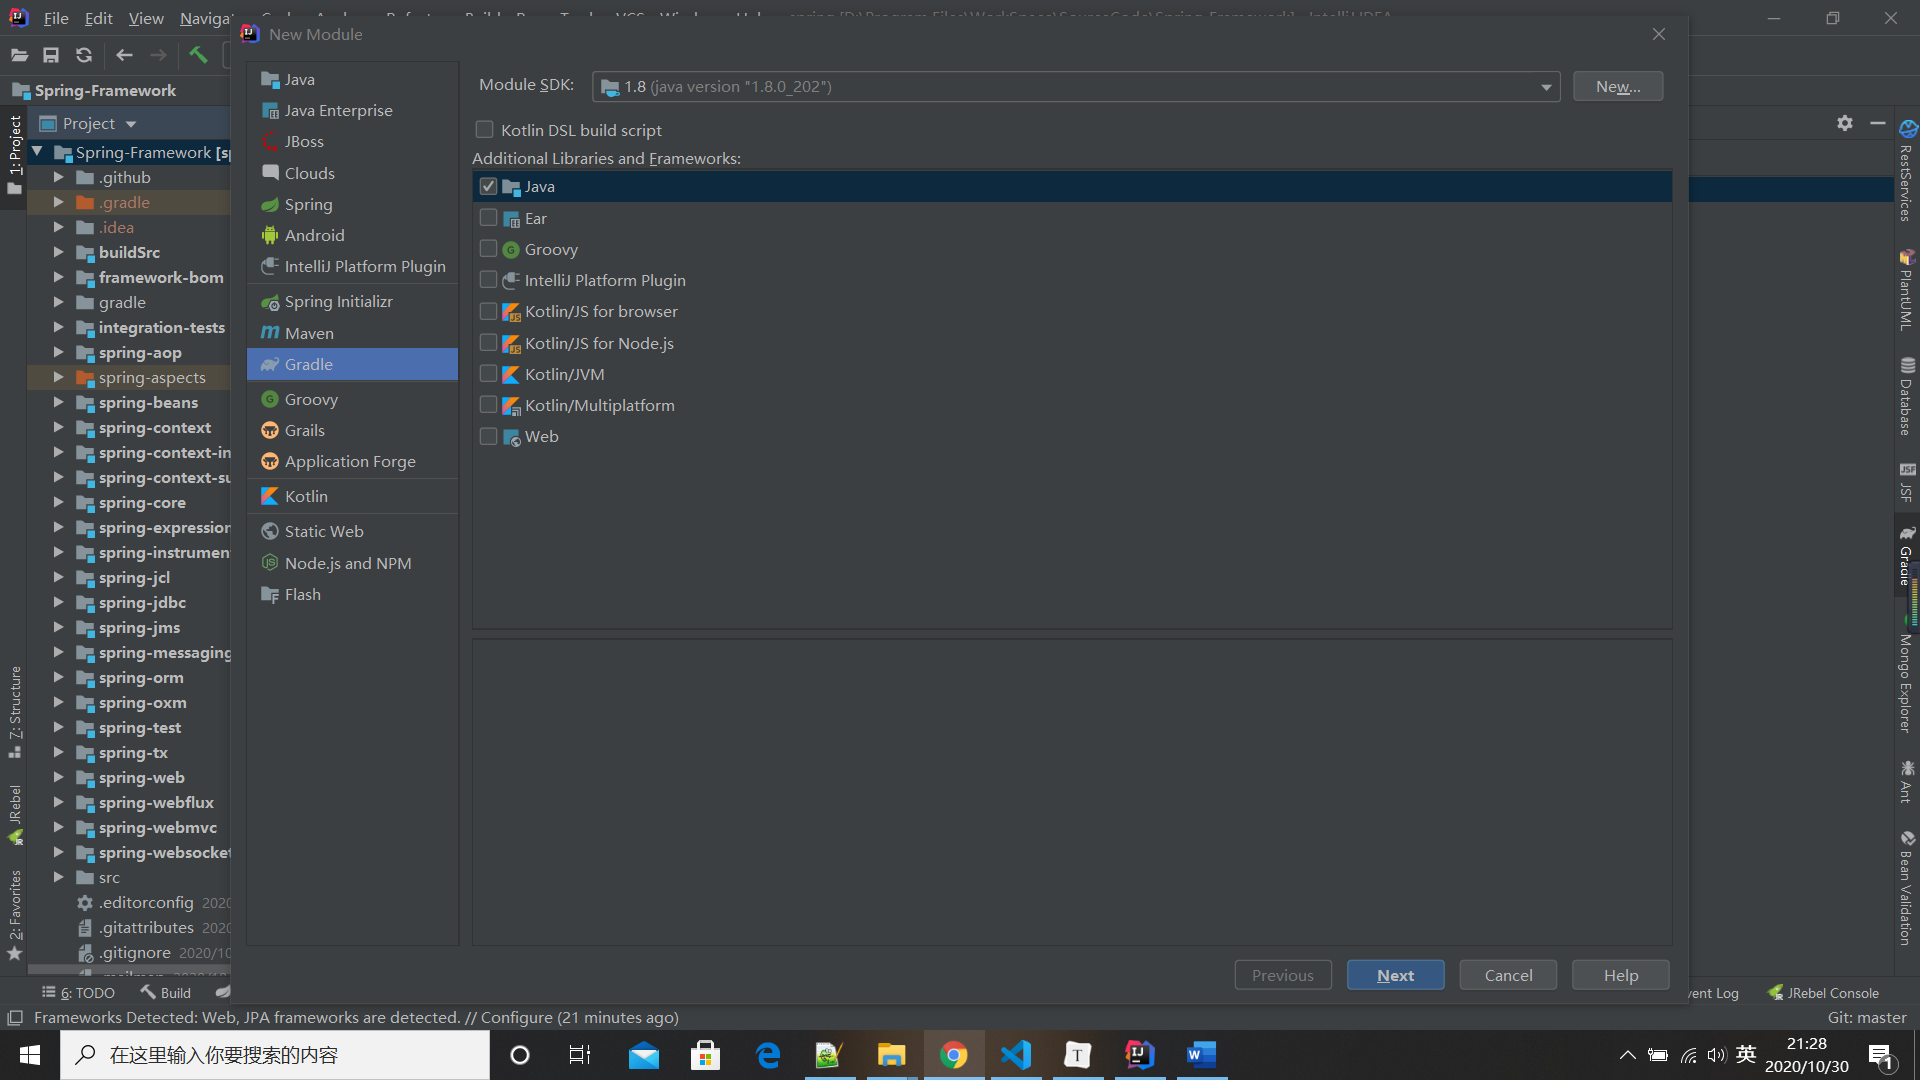 File Edit View Navigat
New Module
Spring-Framework
Project
Spring-Framework [sp
.github
.gradle
.idea
buildSrc
framework-bom
gradle
integration-tests
spring-aop
spring-aspects
spring-beans
spring-context
spring-context-in
spring-context-su
spring-core
spring-expression
spring-instrument
spring-jcl
spring-jdbc
spring-jms
spring-messaging
spring-orm
spring-oxm
spring-test
spring-tx
spring-web
spring-webflux
spring-webmvc
spring-websocket
src
.editorconfig 2020
.gitattributes 2020
.gitignore 2020/10
1: Project
7: Structure
JRebel
2: Favorites
Java
Java Enterprise
JBoss
Clouds
Spring
Android
IntelliJ Platform Plugin
Spring Initializr
Maven
Gradle
Groovy
Grails
Application Forge
Kotlin
Static Web
Node.js and NPM
Flash
Module SDK: 1.8 (java version "1.8.0_202") New...
Kotlin DSL build script
Additional Libraries and Frameworks:
Java
Ear
Groovy
IntelliJ Platform Plugin
Kotlin/JS for browser
Kotlin/JS for Node.js
Kotlin/JVM
Kotlin/Multiplatform
Web
Previous Next Cancel Help
RestServices
PlantUML
Database
JSF
Gradle
Mongo Explorer
Ant
Bean Validation
6: TODO Build vent Log JRebel Console
Frameworks Detected: Web, JPA frameworks are detected. // Configure (21 minutes ago) Git: master
在这里输入你要搜索的内容
英
21:28
2020/10/30
1